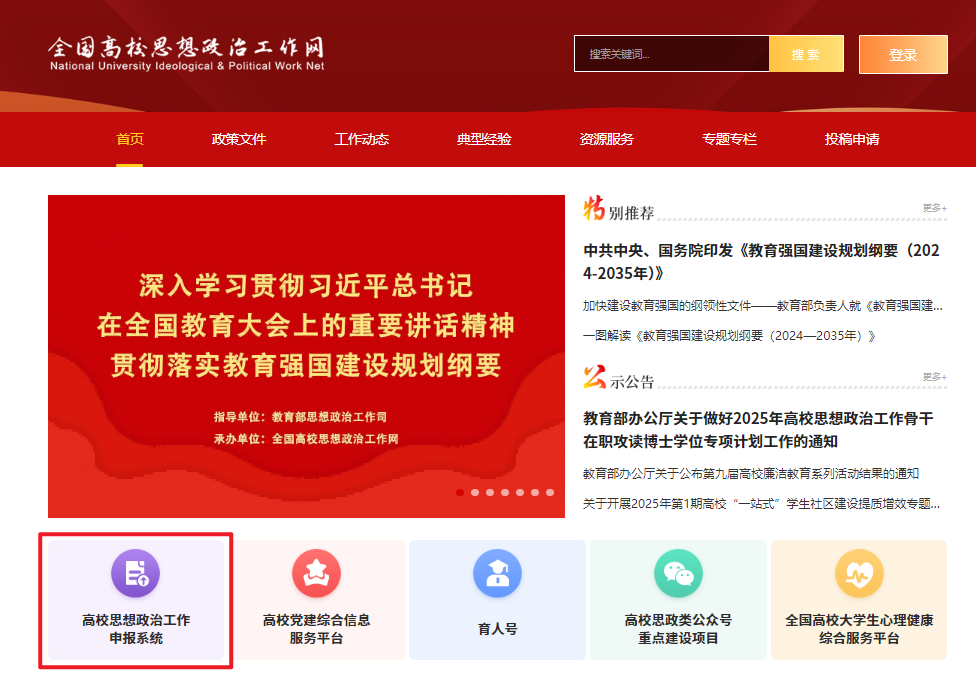 全国高校思想政治工作网
National University Ideological & Political Work Net
搜索关键词...
搜 索
登录
首页
政策文件
工作动态
典型经验
资源服务
专题专栏
投稿申请
深入学习贯彻习近平总书记
在全国教育大会上的重要讲话精神
贯彻落实教育强国建设规划纲要
指导单位：教育部思想政治工作司
承办单位：全国高校思想政治工作网
特别推荐
更多+
中共中央、国务院印发《教育强国建设规划纲要（202
4-2035年）》
加快建设教育强国的纲领性文件——教育部负责人就《教育强国建...
一图解读《教育强国建设规划纲要（2024—2035年）》
公示公告
更多+
教育部办公厅关于做好2025年高校思想政治工作骨干
在职攻读博士学位专项计划工作的通知
教育部办公厅关于公布第九届高校廉洁教育系列活动结果的通知
关于开展2025年第1期高校“一站式”学生社区建设提质增效专题...
高校思想政治工作
申报系统
高校党建综合信息
服务平台
育人号
高校思政类公众号
重点建设项目
全国高校大学生心理健康
综合服务平台